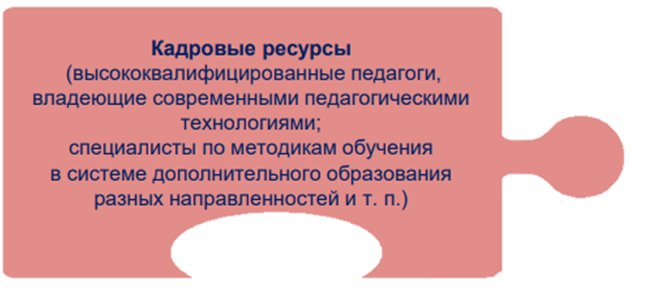 Кадровые ресурсы
(высококвалифицированные педагоги,
владеющие современными педагогическими
технологиями;
специалисты по методикам обучения
в системе дополнительного образования
разных направленностей и т. п.)